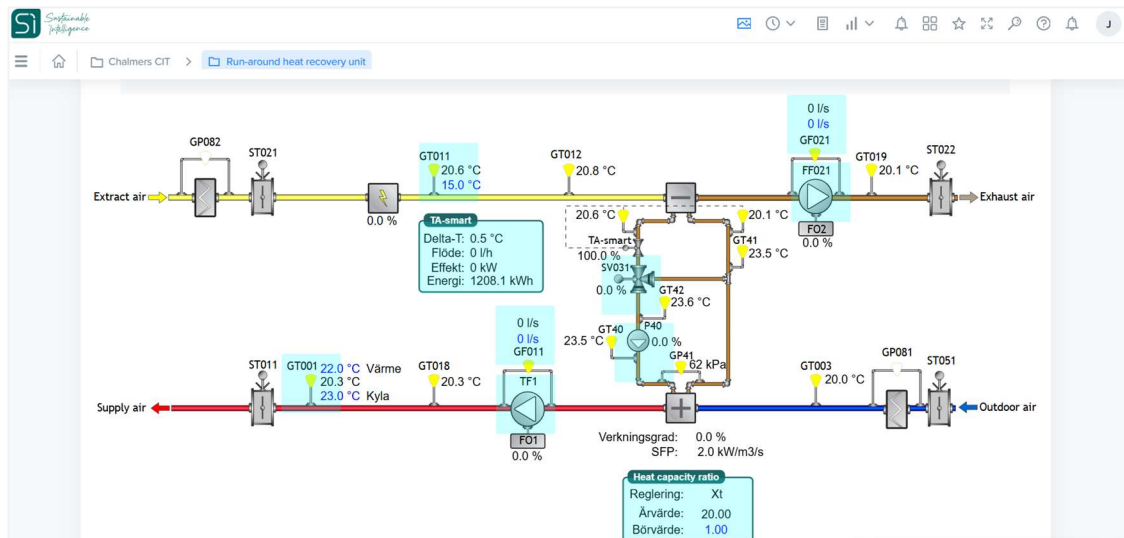 Si Sustainable
Intelligence
J
Chalmers CIT > Run-around heat recovery unit
0 l/s
0 l/s
GP082
ST021
GT011
20.6 °C
15.0 °C
GT012
20.8 °C
GF021
FF021
GT019
20.1 °C
ST022
Extract air
Exhaust air
0.0 %
FO2
0.0 %
TA-smart
Delta-T: 0.5 °C
Flöde: 0 l/h
Effekt: 0 kW
Energi: 1208.1 kWh
20.6 °C
20.1 °C
TA-smart
100.0 %
GT41
23.5 °C
SV031
0.0 %
GT42
23.6 °C
GT40
23.5 °C
P40
0.0 %
GP41
62 kPa
0 l/s
0 l/s
GF011
TF1
ST011
GT001
22.0 °C Värme
20.3 °C
23.0 °C Kyla
GT018
20.3 °C
GT003
20.0 °C
GP081
ST051
Supply air
Outdoor air
FO1
0.0 %
Verkningsgrad: 0.0 %
SFP: 2.0 kW/m3/s
Heat capacity ratio
Reglering: Xt
Ärvärde: 20.00
Börvärde: 1.00